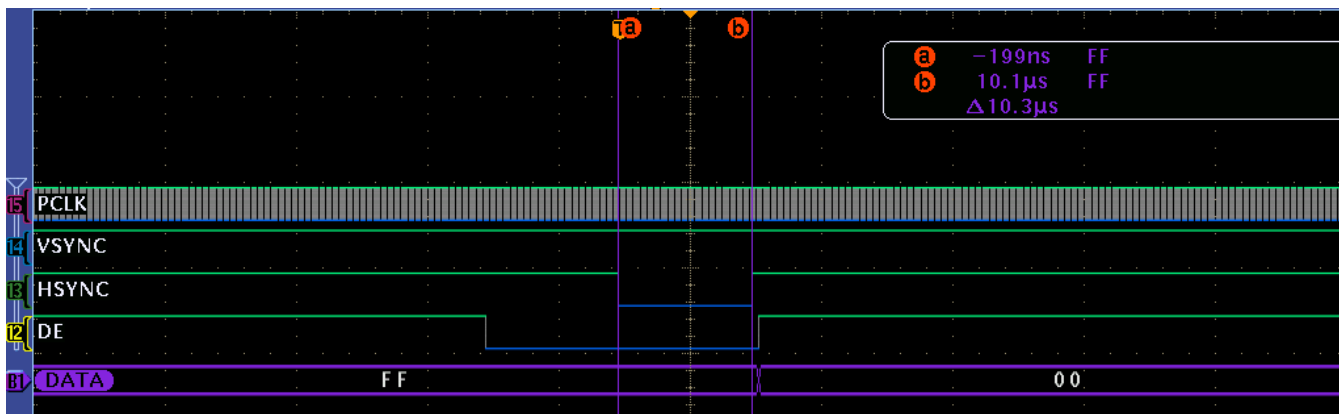 T a b
a -199ns FF
b 10.1μs FF
Δ10.3μs
15 PCLK
14 VSYNC
13 HSYNC
12 DE
B1 DATA FF 00